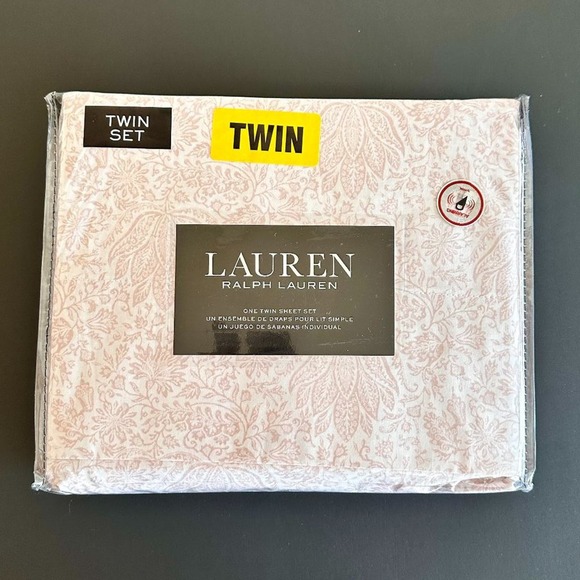 TWIN
SET
TWIN
LAUREN
RALPH LAUREN
ONE TWIN SHEET SET
UN ENSEMBLE DE DRAPS POUR LIT SIMPLE
UN JUEGO DE SABANAS INDIVIDUAL